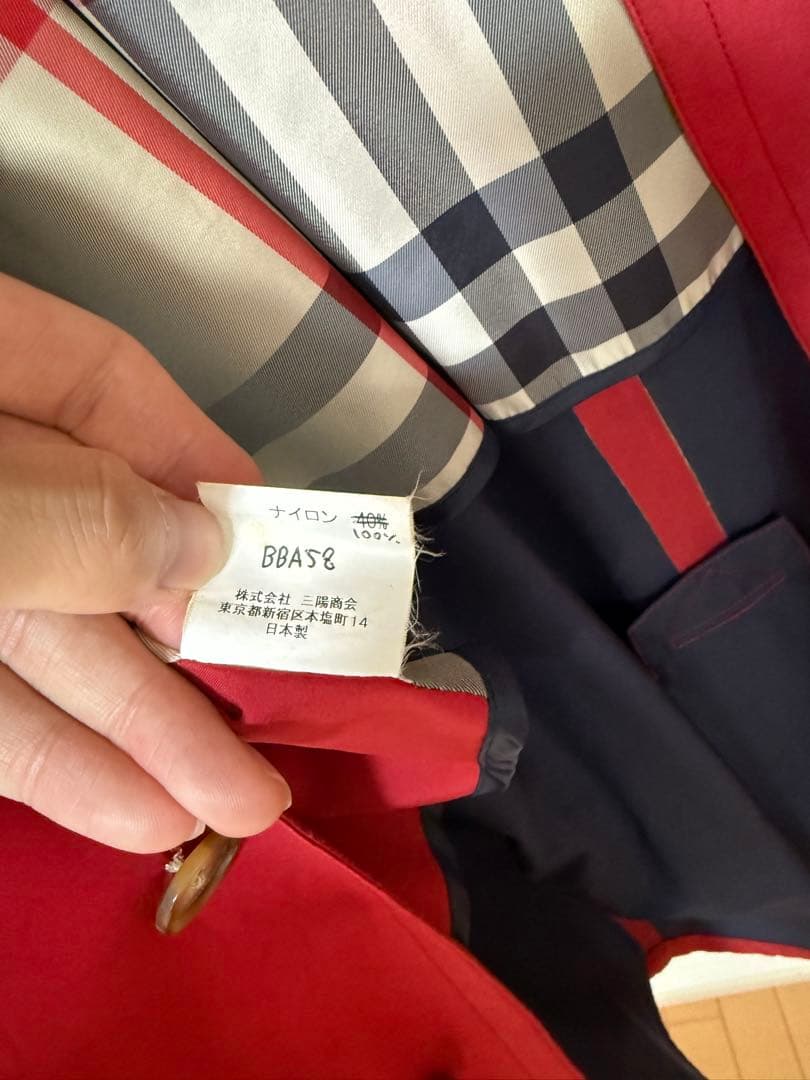 ナイロン 40%
100%
BBA58
株式会社 三陽商会
東京都新宿区本塩町14
日本製